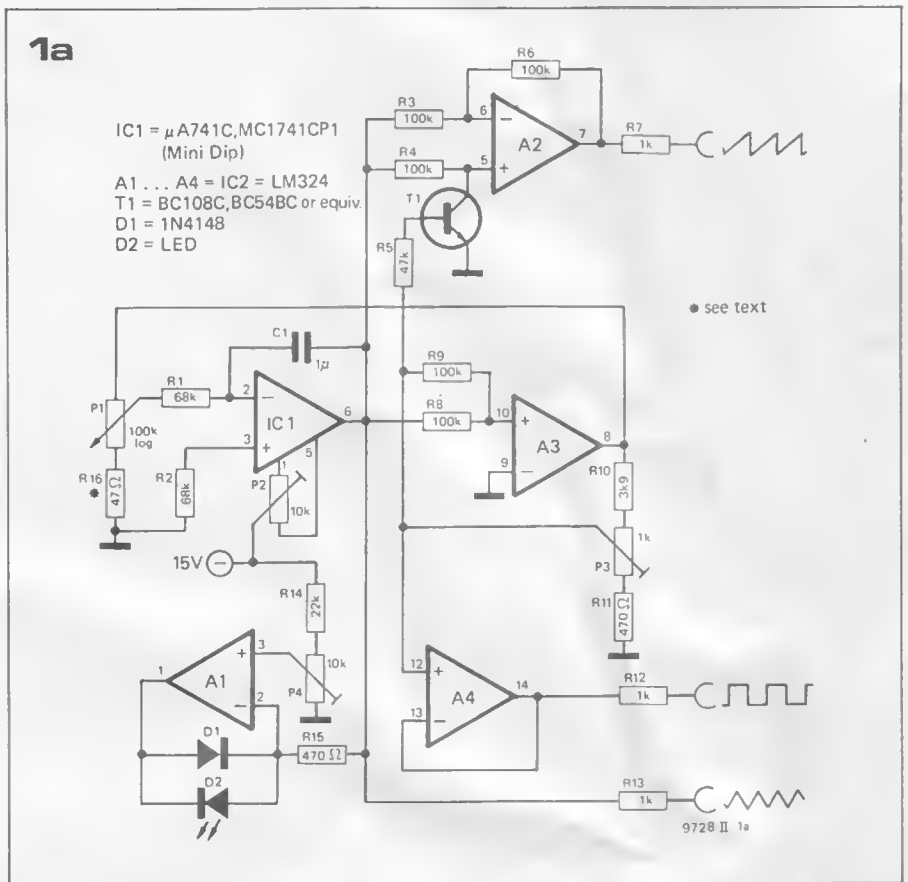 1a
IC1 = µA741C,MC1741CP1
(Mini Dip)
A1 . . . A4 = IC2 = LM324
T1 = BC108C,BC54BC or equiv.
D1 = 1N4148
D2 = LED
R6
100k
R3
100k
6
−
A2
7
R7
1k
R4
100k
5
+
T1
R5
47k
* see text
C1
1µ
R9
100k
R8
100k
10
+
A3
8
9
−
P1
100k
log
R1
68k
2
−
IC1
6
3
+
1
5
R16
*
47 Ω
R2
68k
P2
10k
R10
3k9
1k
P3
15V −
R14
22k
R11
470 Ω
1
A1
+
3
10k
P4
−
2
12
+
A4
14
13
−
R12
1k
D1
R15
470 Ω
D2
R13
1k
9728 II 1a